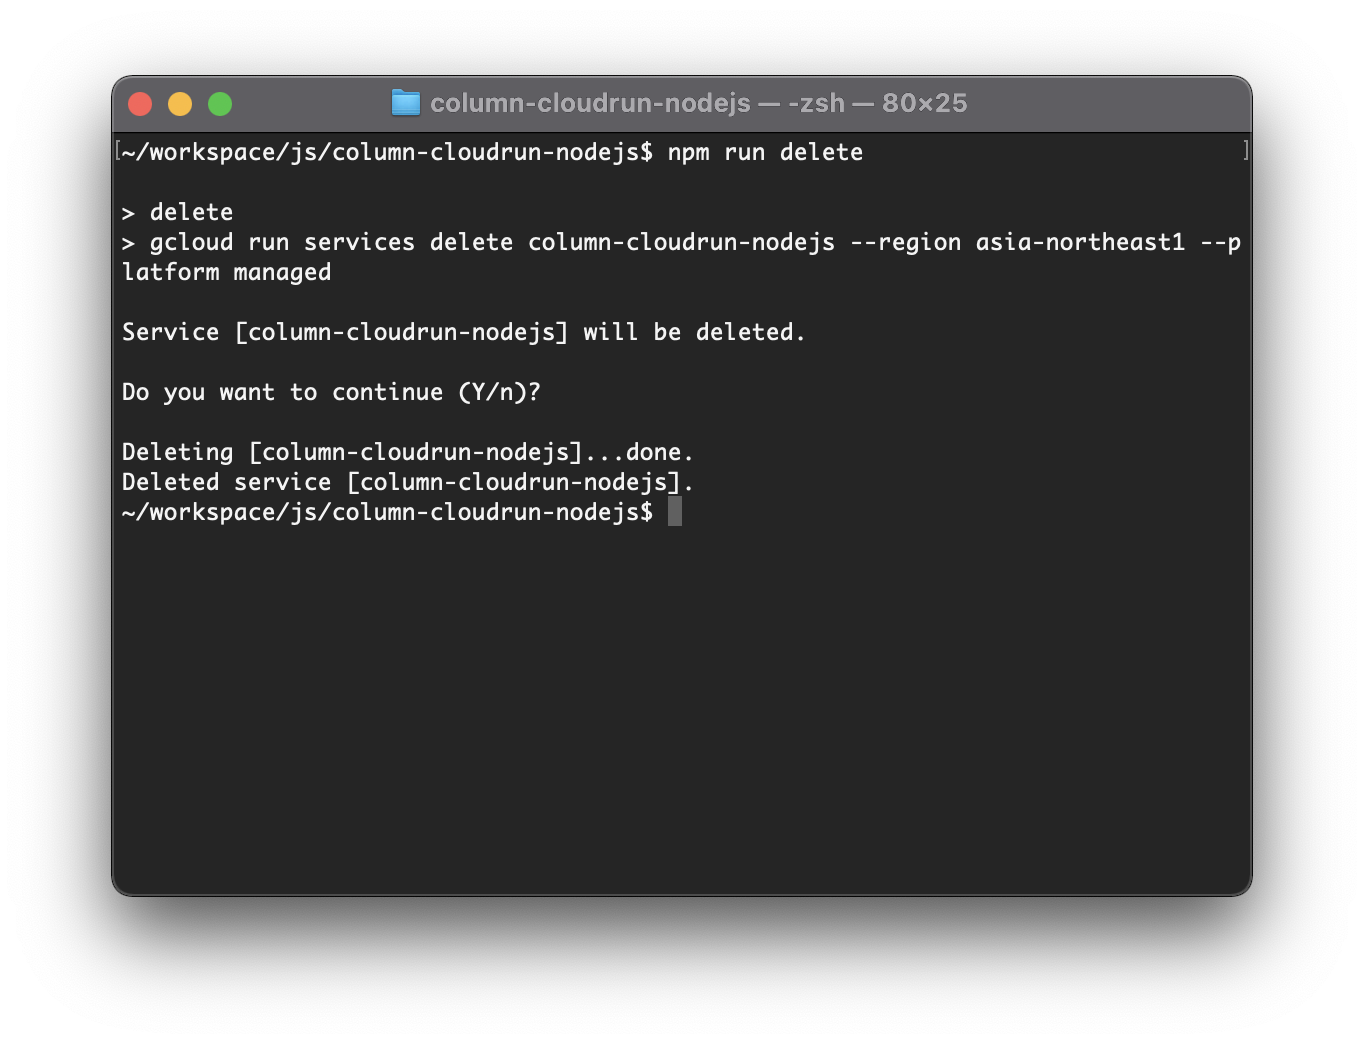 column-cloudrun-nodejs — -zsh — 80×25
[~/workspace/js/column-cloudrun-nodejs$ npm run delete ]
> delete
> gcloud run services delete column-cloudrun-nodejs --region asia-northeast1 --p
latform managed
Service [column-cloudrun-nodejs] will be deleted.
Do you want to continue (Y/n)?
Deleting [column-cloudrun-nodejs]...done.
Deleted service [column-cloudrun-nodejs].
~/workspace/js/column-cloudrun-nodejs$